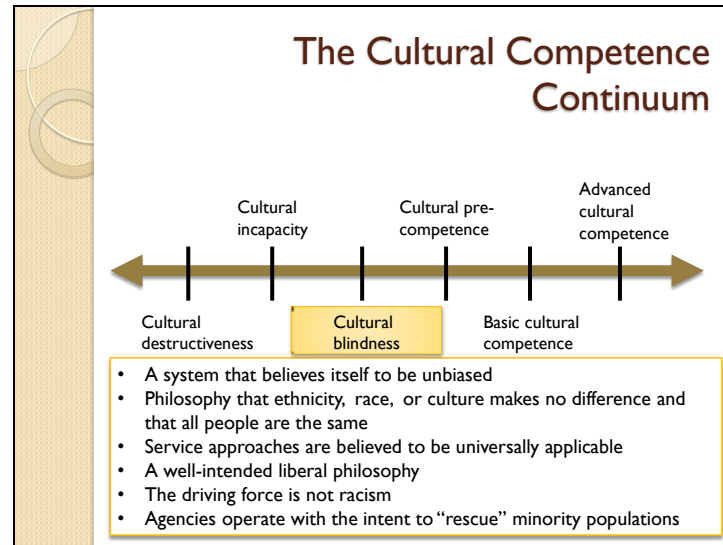 The Cultural Competence
Continuum
Cultural
incapacity
Cultural pre-
competence
Advanced
cultural
competence
Cultural
destructiveness
Cultural
blindness
Basic cultural
competence
• A system that believes itself to be unbiased
• Philosophy that ethnicity, race, or culture makes no difference and
that all people are the same
• Service approaches are believed to be universally applicable
• A well-intended liberal philosophy
• The driving force is not racism
• Agencies operate with the intent to “rescue” minority populations